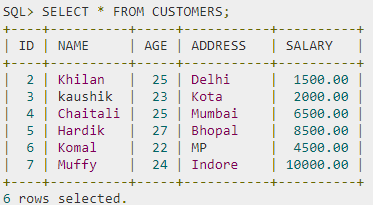 SQL> SELECT * FROM CUSTOMERS;
+----+----------+-----+-----------+----------+
| ID | NAME     | AGE | ADDRESS   | SALARY   |
+----+----------+-----+-----------+----------+
|  2 | Khilan   |  25 | Delhi     |  1500.00 |
|  3 | kaushik  |  23 | Kota      |  2000.00 |
|  4 | Chaitali |  25 | Mumbai    |  6500.00 |
|  5 | Hardik   |  27 | Bhopal    |  8500.00 |
|  6 | Komal    |  22 | MP        |  4500.00 |
|  7 | Muffy    |  24 | Indore    | 10000.00 |
+----+----------+-----+-----------+----------+
6 rows selected.